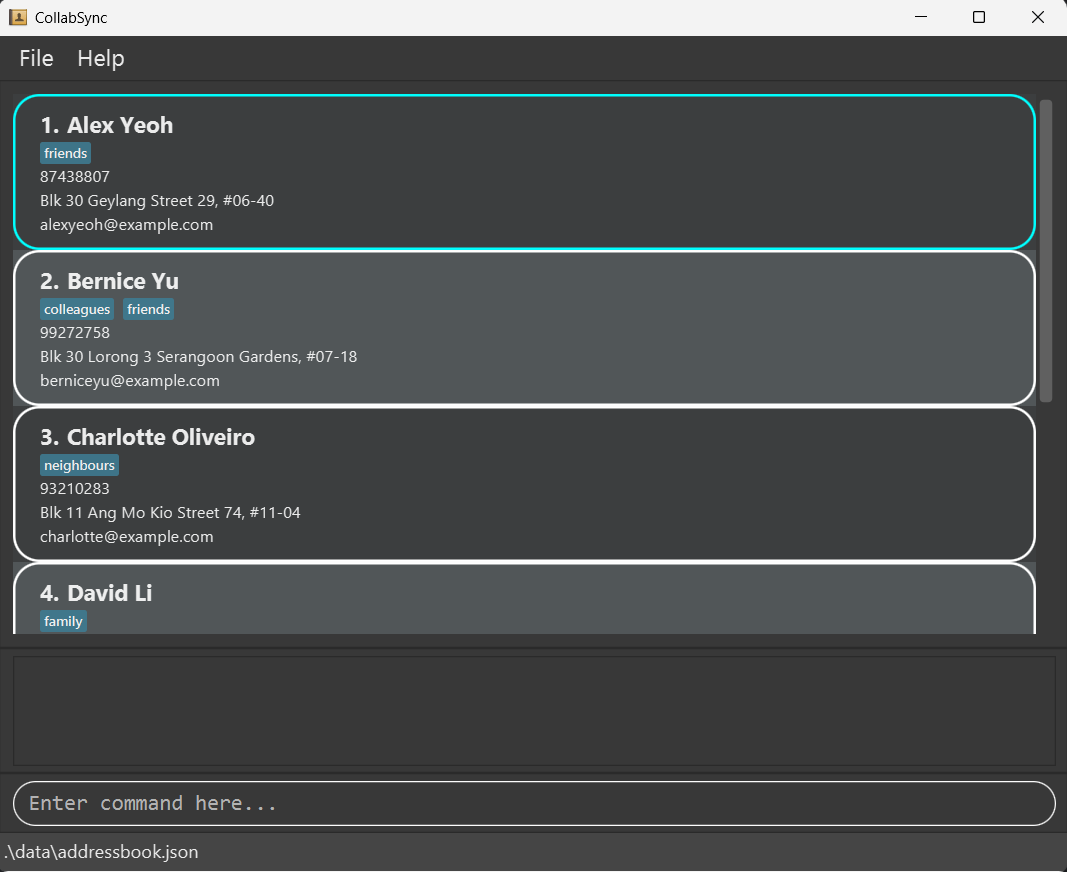 CollabSync
File Help
1. Alex Yeoh
friends
87438807
Blk 30 Geylang Street 29, #06-40
alexyeoh@example.com
2. Bernice Yu
colleagues friends
99272758
Blk 30 Lorong 3 Serangoon Gardens, #07-18
berniceyu@example.com
3. Charlotte Oliveiro
neighbours
93210283
Blk 11 Ang Mo Kio Street 74, #11-04
charlotte@example.com
4. David Li
family
Enter command here...
.\data\addressbook.json